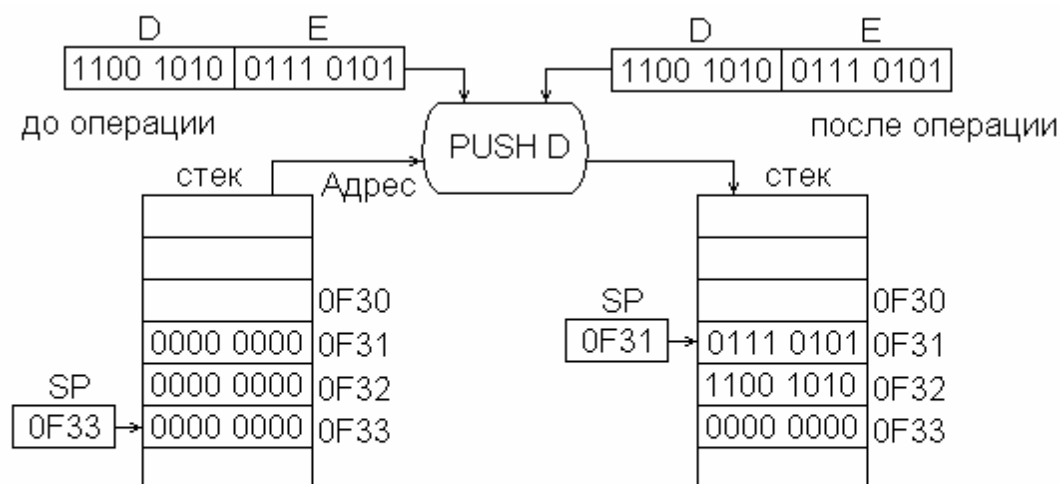 D E D E
1100 1010 0111 0101 1100 1010 0111 0101
до операции PUSH D после операции
стек Адрес стек
0F30 SP 0F30
0000 0000 0F31 0F31 0111 0101 0F31
SP 0000 0000 0F32 1100 1010 0F32
0F33 0000 0000 0F33 0000 0000 0F33